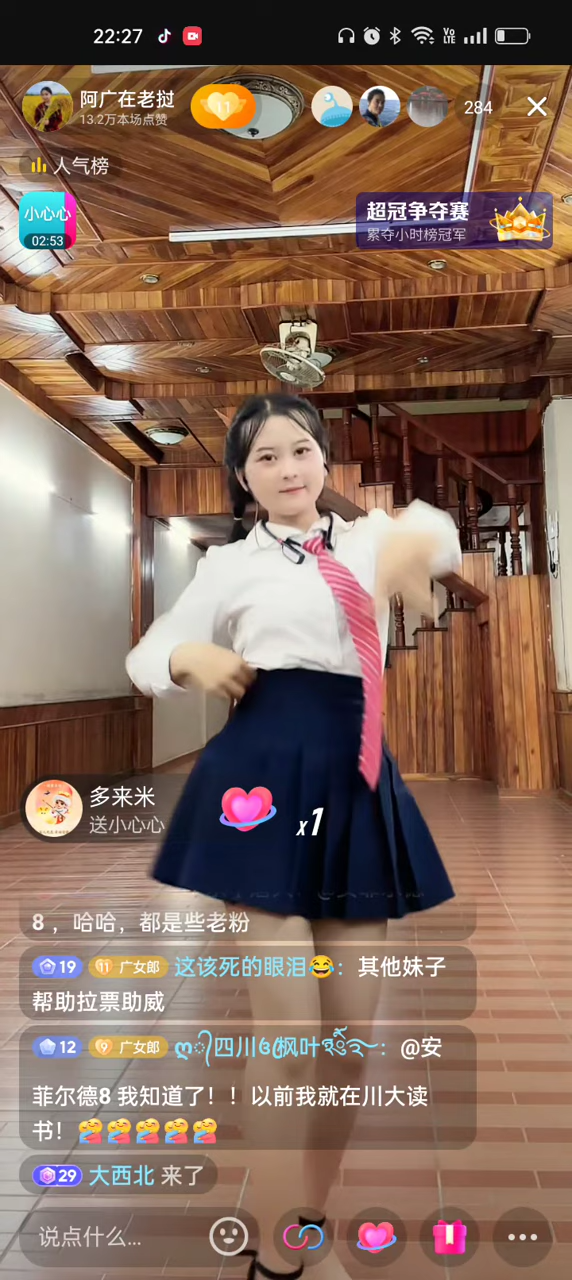 22:27
Vo
LTE
阿广在老挝
11
284
13.2万本场点赞
人气榜
小心心
02:53
超冠争夺赛
累夺小时榜冠军
多来米
送小心心
x1
8 ，哈哈，都是些老粉
19 11 广女郎 这该死的眼泪😂：其他妹子
帮助拉票助威
12 9 广女郎 四川 枫叶 ：@安
菲尔德8 我知道了！！以前我就在川大读
书！🤗🤗🤗🤗🤗
29 大西北 来了
说点什么...